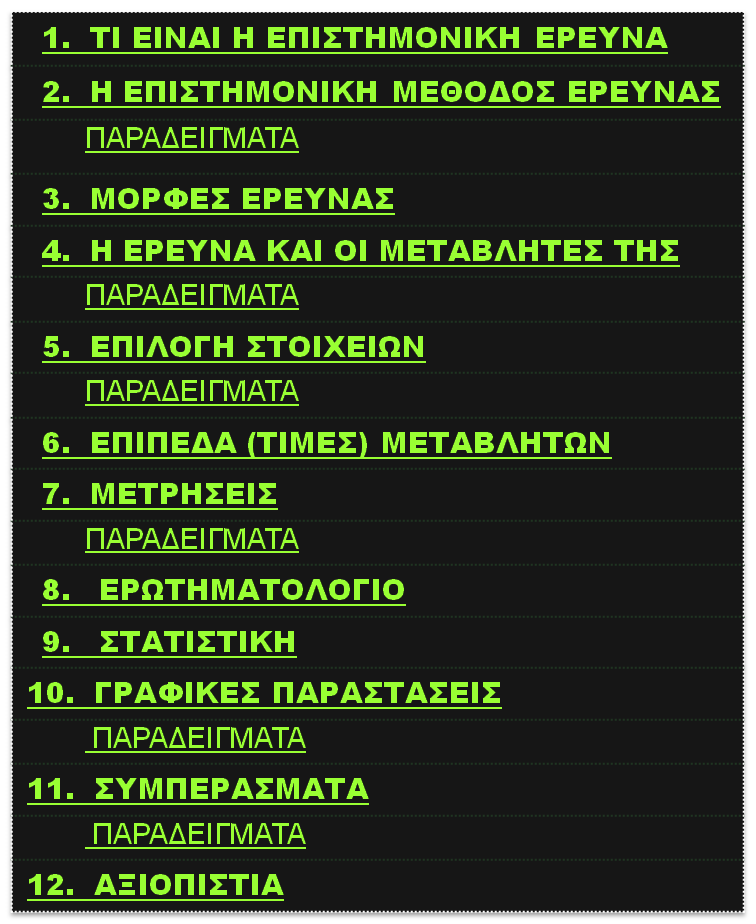 1. ΤΙ ΕΙΝΑΙ Η ΕΠΙΣΤΗΜΟΝΙΚΗ ΕΡΕΥΝΑ
2. Η ΕΠΙΣΤΗΜΟΝΙΚΗ ΜΕΘΟΔΟΣ ΕΡΕΥΝΑΣ
ΠΑΡΑΔΕΙΓΜΑΤΑ
3. ΜΟΡΦΕΣ ΕΡΕΥΝΑΣ
4. Η ΕΡΕΥΝΑ ΚΑΙ ΟΙ ΜΕΤΑΒΛΗΤΕΣ ΤΗΣ
ΠΑΡΑΔΕΙΓΜΑΤΑ
5. ΕΠΙΛΟΓΗ ΣΤΟΙΧΕΙΩΝ
ΠΑΡΑΔΕΙΓΜΑΤΑ
6. ΕΠΙΠΕΔΑ (ΤΙΜΕΣ) ΜΕΤΑΒΛΗΤΩΝ
7. ΜΕΤΡΗΣΕΙΣ
ΠΑΡΑΔΕΙΓΜΑΤΑ
8. ΕΡΩΤΗΜΑΤΟΛΟΓΙΟ
9. ΣΤΑΤΙΣΤΙΚΗ
10. ΓΡΑΦΙΚΕΣ ΠΑΡΑΣΤΑΣΕΙΣ
ΠΑΡΑΔΕΙΓΜΑΤΑ
11. ΣΥΜΠΕΡΑΣΜΑΤΑ
ΠΑΡΑΔΕΙΓΜΑΤΑ
12. ΑΞΙΟΠΙΣΤΙΑ